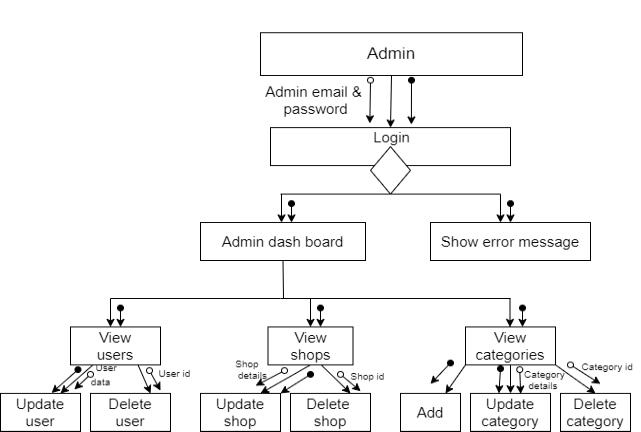 Admin
Admin email &
password
Login
Admin dash board
Show error message
View
users
View
shops
View
categories
User
data
User id
Shop
details
Shop id
Category
details
Category id
Update
user
Delete
user
Update
shop
Delete
shop
Add
Update
category
Delete
category